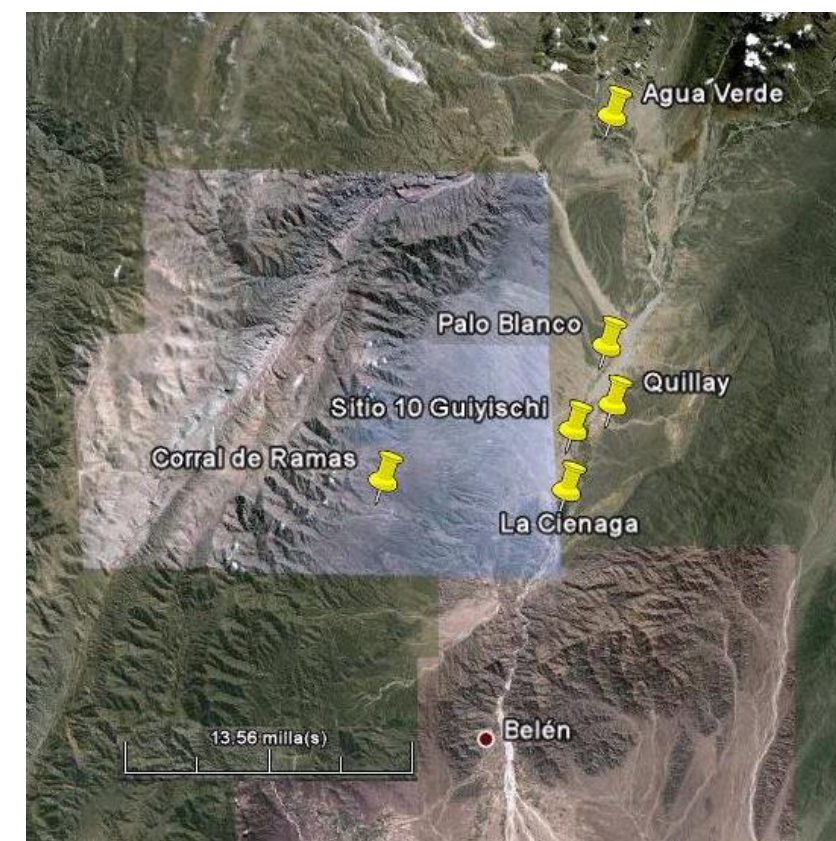 Agua Verde
Palo Blanco
Quillay
Sitio 10 Guiyischi
Corral de Ramas
La Cienaga
Belén
13.56 milla(s)